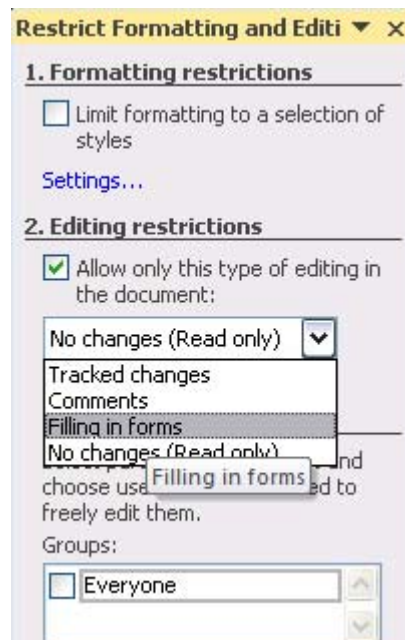 Restrict Formatting and Editi
1. Formatting restrictions
Limit formatting to a selection of
styles
Settings...
2. Editing restrictions
Allow only this type of editing in
the document:
No changes (Read only)
Tracked changes
Comments
Filling in forms
No changes (Read only)
Filling in forms
and
choose use
ed to
freely edit them.
Groups:
Everyone